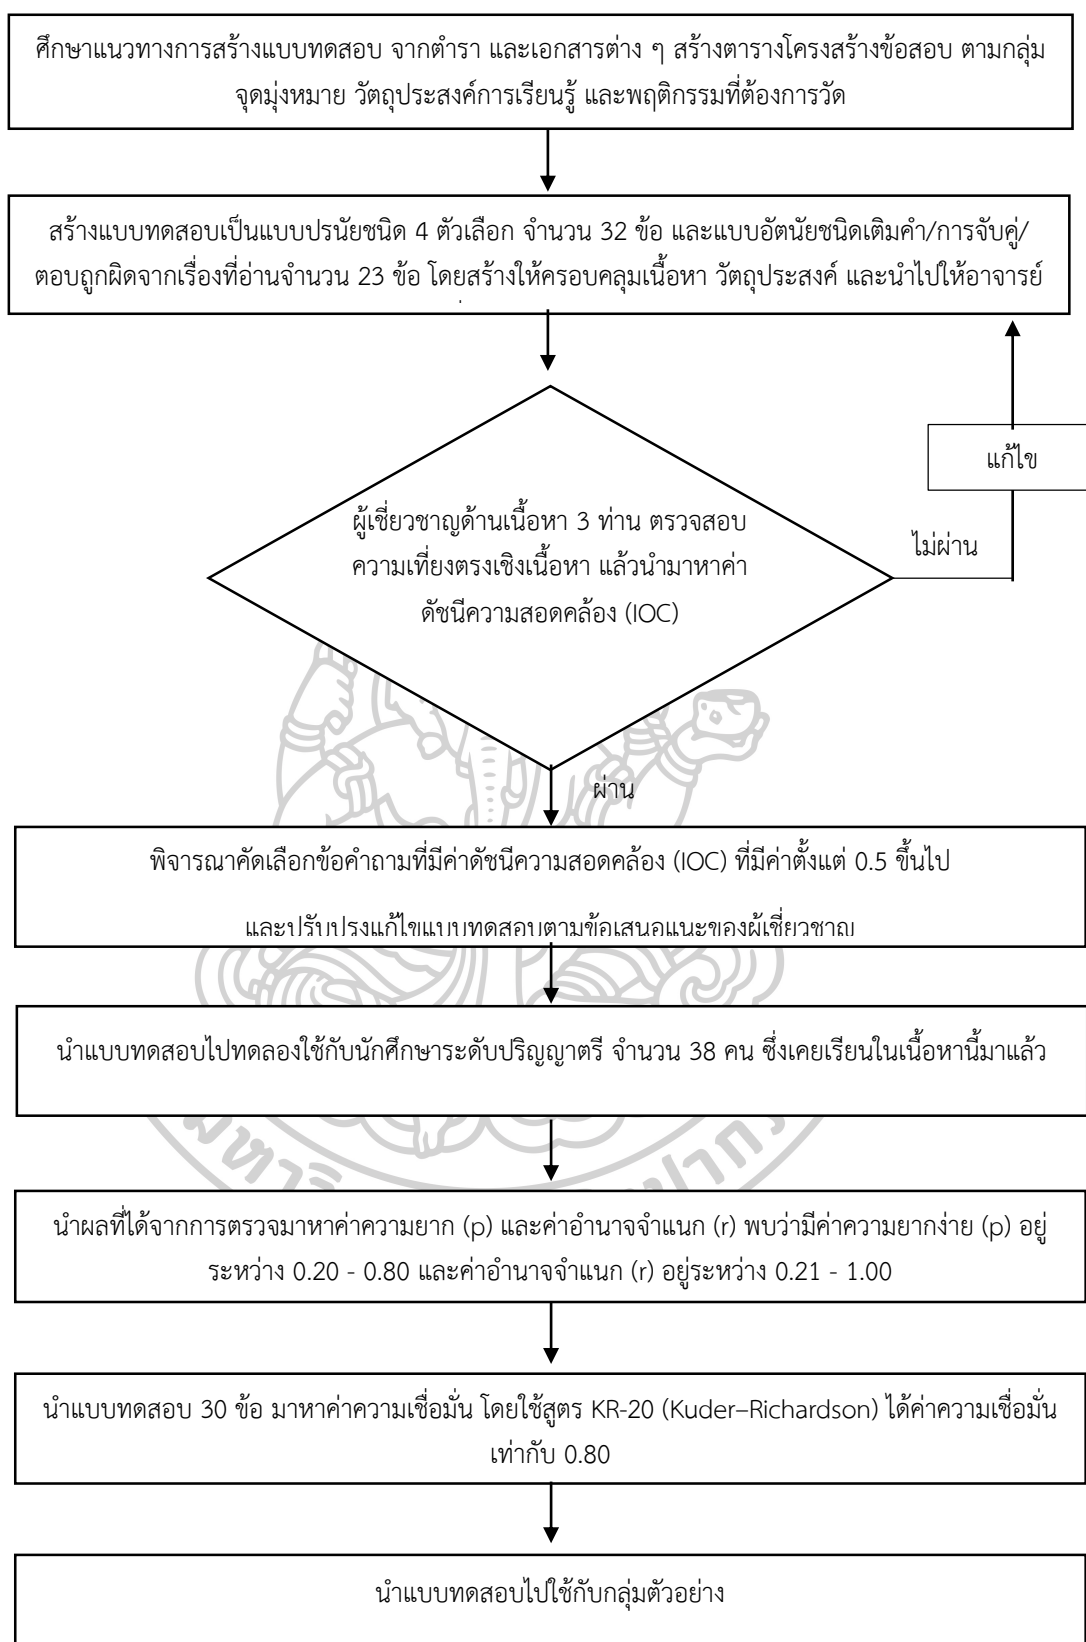 ศึกษาแนวทางการสร้างแบบทดสอบ จากตำรา และเอกสารต่าง ๆ สร้างตารางโครงสร้างข้อสอบ ตามกลุ่ม
จุดมุ่งหมาย วัตถุประสงค์การเรียนรู้ และพฤติกรรมที่ต้องการวัด
สร้างแบบทดสอบเป็นแบบปรนัยชนิด 4 ตัวเลือก จำนวน 32 ข้อ และแบบอัตนัยชนิดเติมคำ/การจับคู่/
ตอบถูกผิดจากเรื่องที่อ่านจำนวน 23 ข้อ โดยสร้างให้ครอบคลุมเนื้อหา วัตถุประสงค์ และนำไปให้อาจารย์
แก้ไข
ผู้เชี่ยวชาญด้านเนื้อหา 3 ท่าน ตรวจสอบ
ความเที่ยงตรงเชิงเนื้อหา แล้วนำมาหาค่า
ดัชนีความสอดคล้อง (IOC)
ไม่ผ่าน
ผ่าน
พิจารณาคัดเลือกข้อคำถามที่มีค่าดัชนีความสอดคล้อง (IOC) ที่มีค่าตั้งแต่ 0.5 ขึ้นไป
และปรับปรุงแก้ไขแบบทดสอบตามข้อเสนอแนะของผู้เชี่ยวชาญ
นำแบบทดสอบไปทดลองใช้กับนักศึกษาระดับปริญญาตรี จำนวน 38 คน ซึ่งเคยเรียนในเนื้อหานี้มาแล้ว
นำผลที่ได้จากการตรวจมาหาค่าความยาก (p) และค่าอำนาจจำแนก (r) พบว่ามีค่าความยากง่าย (p) อยู่
ระหว่าง 0.20 - 0.80 และค่าอำนาจจำแนก (r) อยู่ระหว่าง 0.21 - 1.00
นำแบบทดสอบ 30 ข้อ มาหาค่าความเชื่อมั่น โดยใช้สูตร KR-20 (Kuder–Richardson) ได้ค่าความเชื่อมั่น
เท่ากับ 0.80
นำแบบทดสอบไปใช้กับกลุ่มตัวอย่าง